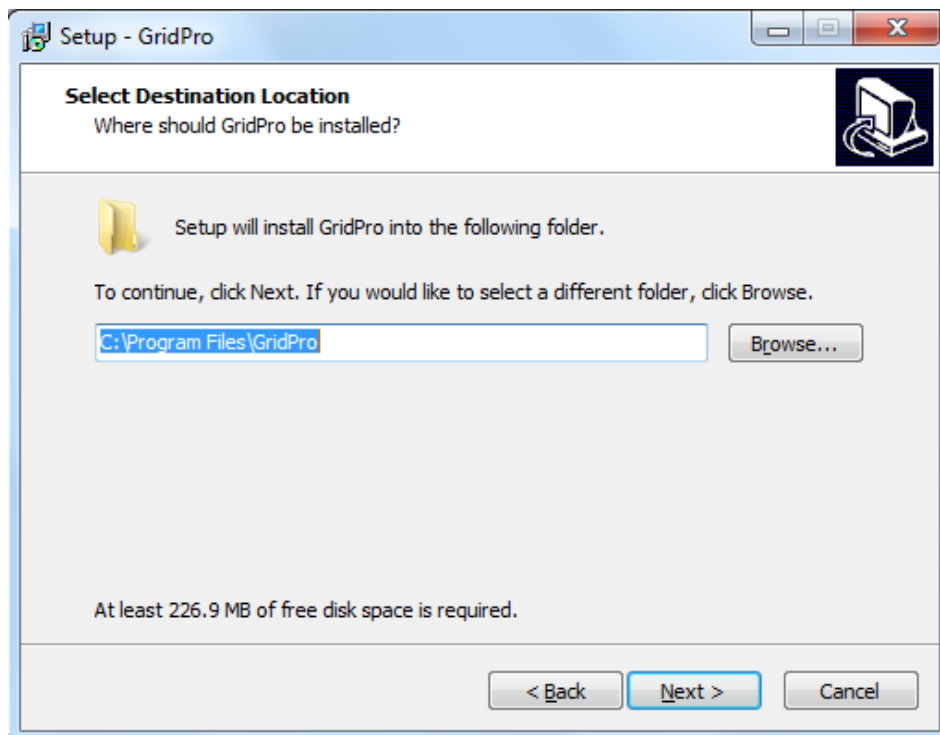 Setup - GridPro
Select Destination Location
Where should GridPro be installed?
Setup will install GridPro into the following folder.
To continue, click Next. If you would like to select a different folder, click Browse.
C:\Program Files\GridPro
Browse...
At least 226.9 MB of free disk space is required.
< Back
Next >
Cancel